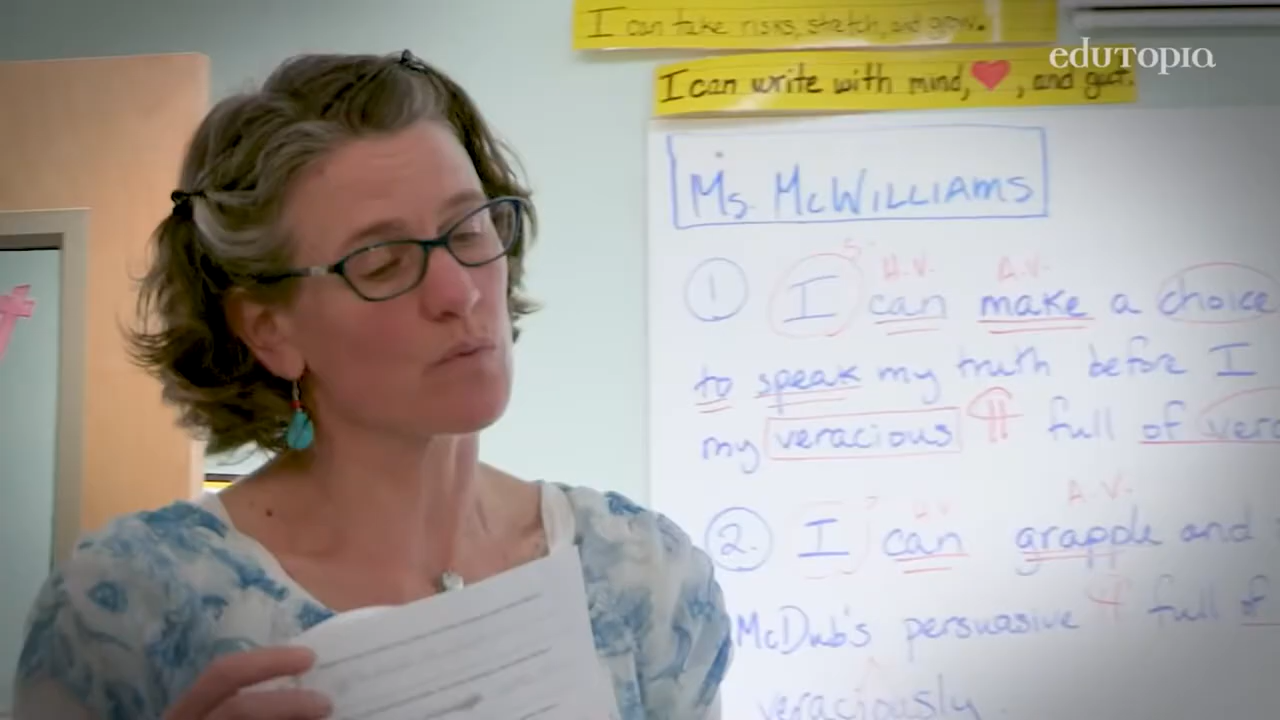 I can take risks, stretch, and grow.
edUTOPIA
I can write with mind, ❤, and gut.
Ms. McWILLIAMS
S A.V.
1 I can make a choice
to speak my truth before I
my veracious ¶ full of
A.V.
2. I can grapple and
McDub's persuasive ¶ full of
veraciously.